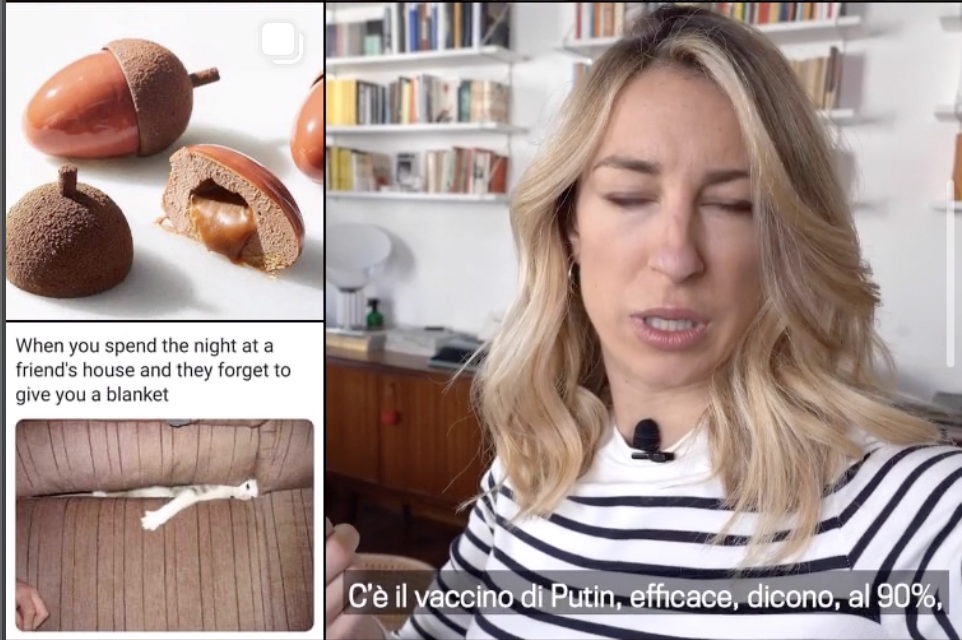 When you spend the night at a
friend's house and they forget to
give you a blanket
C'è il vaccino di Putin, efficace, dicono, al 90%,